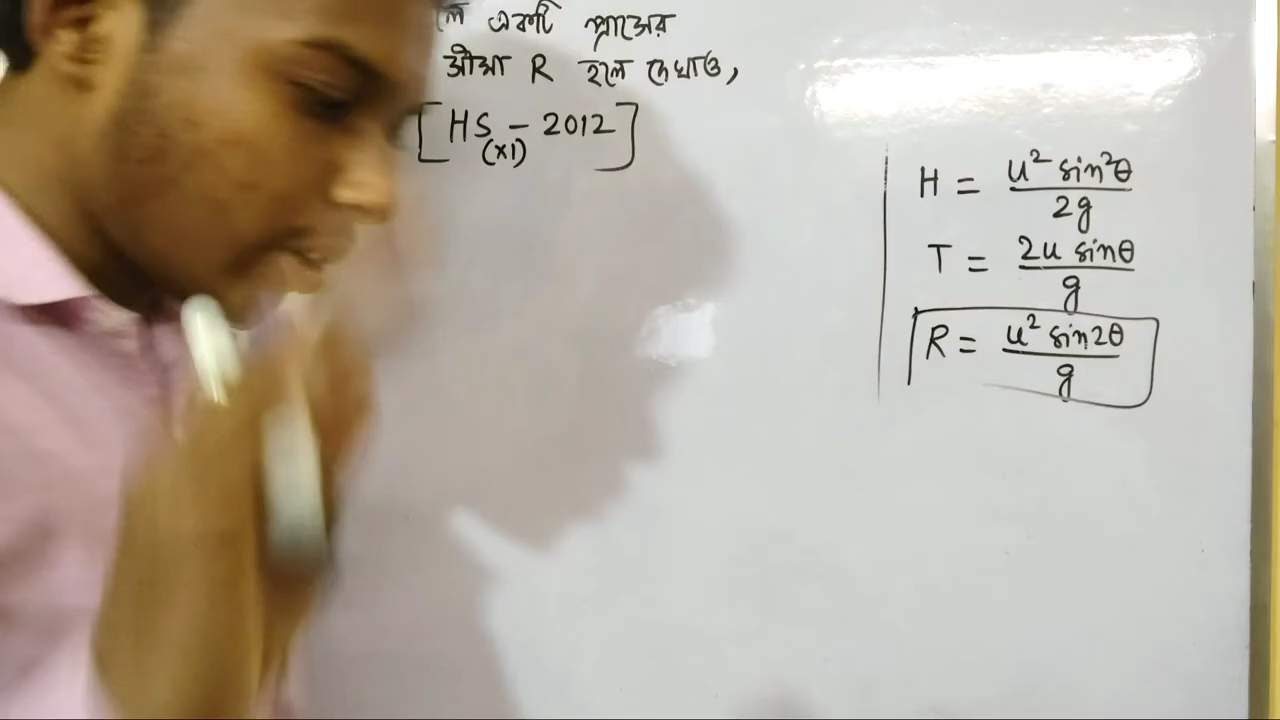 লে একটি প্রাসের
সীমা R হলে দেখাও,
[HS - 2012]
(XI)
H = u² sin²θ / 2g
T = 2u sinθ / g
R = u² sin2θ / g